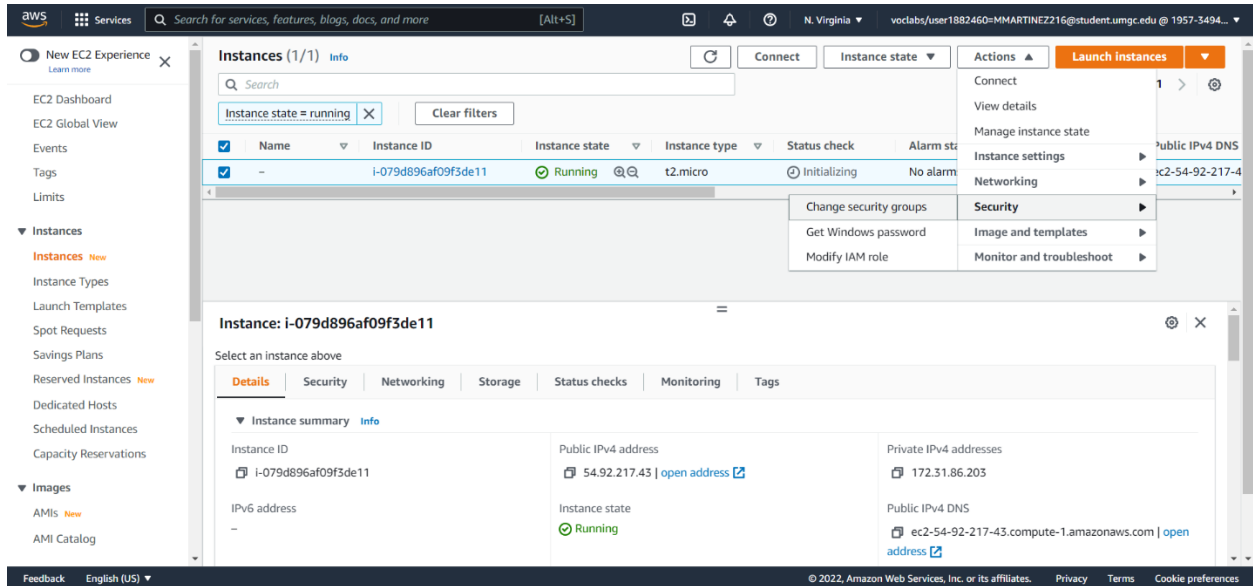 aws Services Search for services, features, blogs, docs, and more [Alt+S] N. Virginia ▼ voclabs/user1882460=MMARTINEZ216@student.umgc.edu @ 1957-3494... ▼
New EC2 Experience
Learn more
EC2 Dashboard
EC2 Global View
Events
Tags
Limits
Instances
Instances New
Instance Types
Launch Templates
Spot Requests
Savings Plans
Reserved Instances New
Dedicated Hosts
Scheduled Instances
Capacity Reservations
Images
AMIs New
AMI Catalog
Instances (1/1) Info
Connect Instance state ▼ Actions ▲ Launch instances ▼
Search
1
Instance state = running Clear filters
Name Instance ID Instance state Instance type Status check Alarm sta Public IPv4 DNS
– i-079d896af09f3de11 Running t2.micro Initializing No alarm ec2-54-92-217-4
Connect
View details
Manage instance state
Instance settings
Networking
Security
Image and templates
Monitor and troubleshoot
Change security groups
Get Windows password
Modify IAM role
Instance: i-079d896af09f3de11
Select an instance above
Details Security Networking Storage Status checks Monitoring Tags
Instance summary Info
Instance ID
i-079d896af09f3de11
Public IPv4 address
54.92.217.43 | open address
Private IPv4 addresses
172.31.86.203
IPv6 address
–
Instance state
Running
Public IPv4 DNS
ec2-54-92-217-43.compute-1.amazonaws.com | open
address
Feedback English (US) ▼ © 2022, Amazon Web Services, Inc. or its affiliates. Privacy Terms Cookie preferences